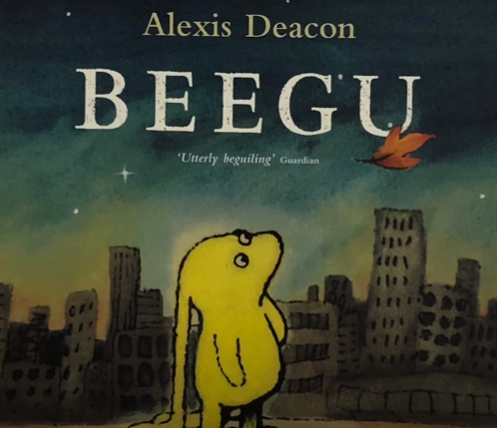 Alexis Deacon
BEEGU
'Utterly beguiling' Guardian